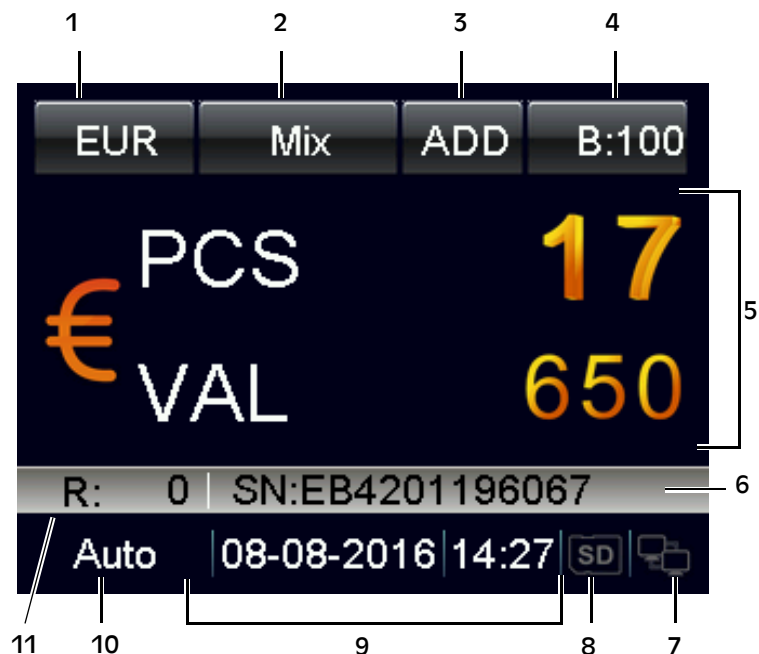 1 2 3 4
EUR Mix ADD B:100
PCS 17
5
€
VAL 650
R: 0 SN:EB4201196067 6
Auto 08-08-2016 14:27 SD
11 10 9 8 7